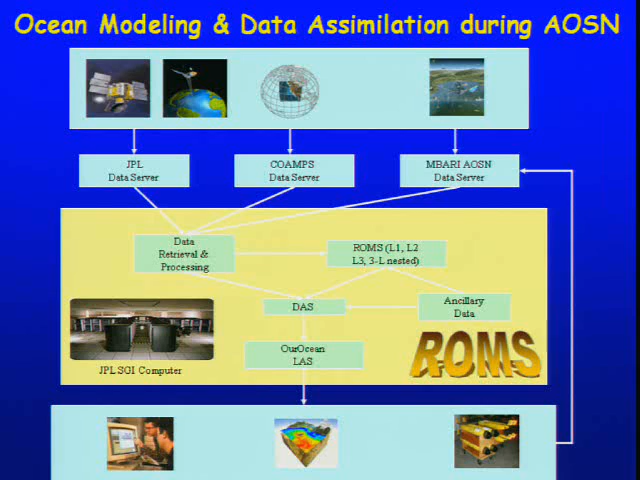 Ocean Modeling & Data Assimilation during AOSN
JPL
Data Server
COAMPS
Data Server
MBARI AOSN
Data Server
Data
Retrieval &
Processing
ROMS (L1, L2
L3, 3-L nested)
DAS
Ancillary
Data
OurOcean
LAS
JPL SGI Computer
ROMS